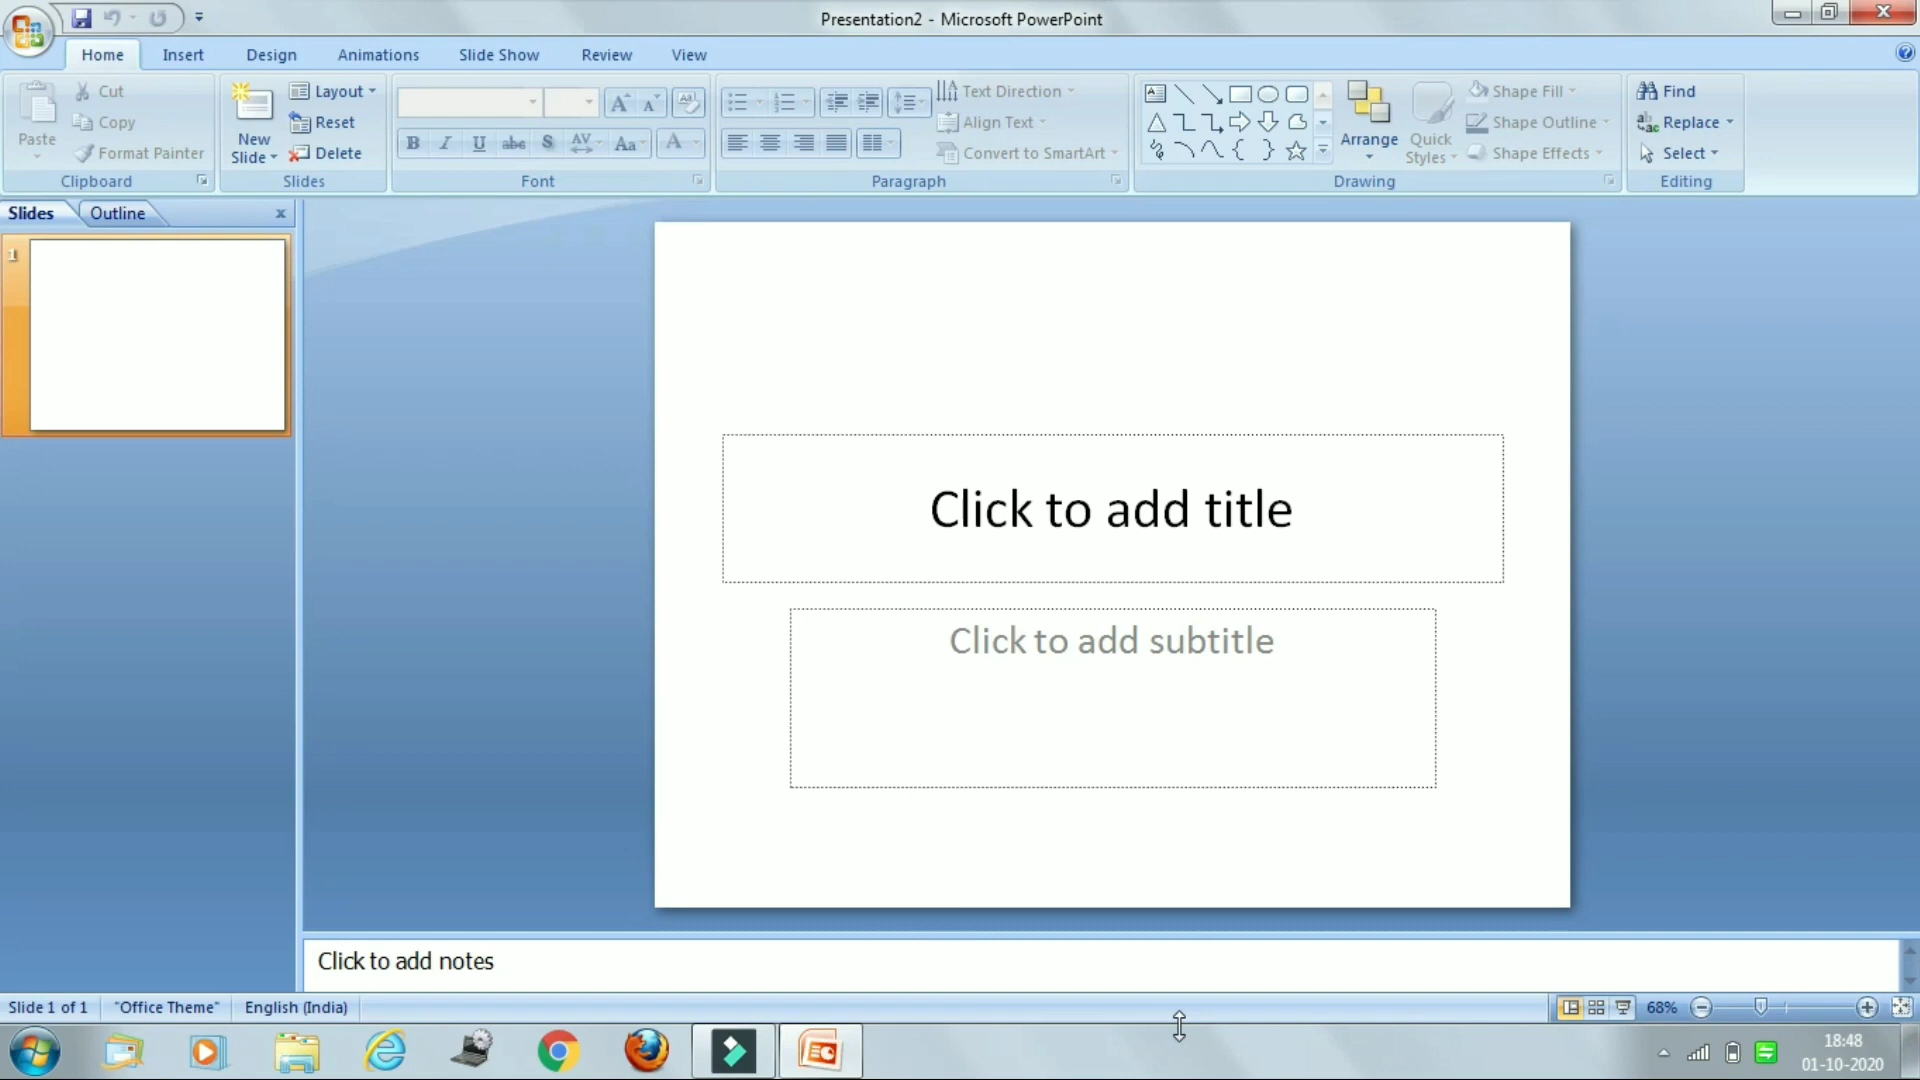 Presentation2 - Microsoft PowerPoint
Home Insert Design Animations Slide Show Review View
Paste
Cut
Copy
Format Painter
Clipboard
New Slide
Layout
Reset
Delete
Slides
B I U abc S AV Aa A
Font
Text Direction
Align Text
Convert to SmartArt
Paragraph
Arrange
Quick Styles
Shape Fill
Shape Outline
Shape Effects
Drawing
Find
Replace
Select
Editing
Slides Outline
1
Click to add title
Click to add subtitle
Click to add notes
Slide 1 of 1 "Office Theme" English (India) 68%
18:48
01-10-2020